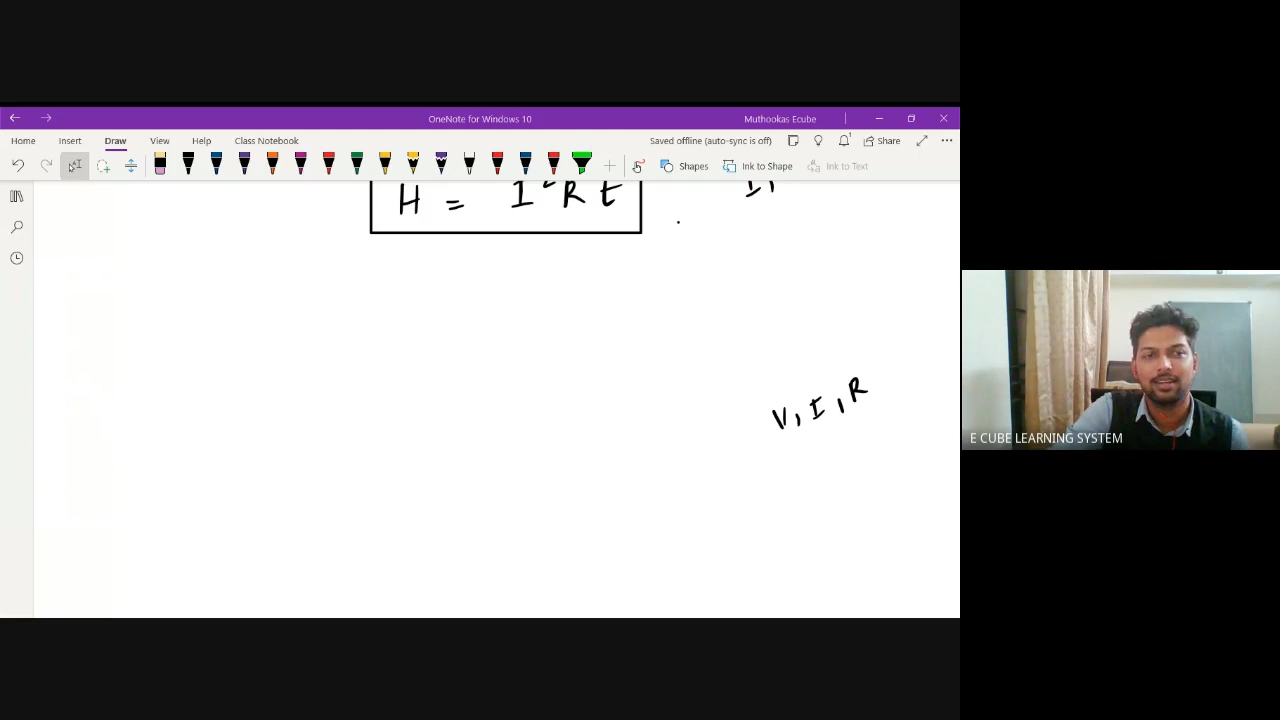 OneNote for Windows 10
Muthookas Ecube
Home Insert Draw View Help Class Notebook
Saved offline (auto-sync is off)
1
Share
Shapes
Ink to Shape
Ink to Text
H = I²Rt
I,
V, I, R
E CUBE LEARNING SYSTEM